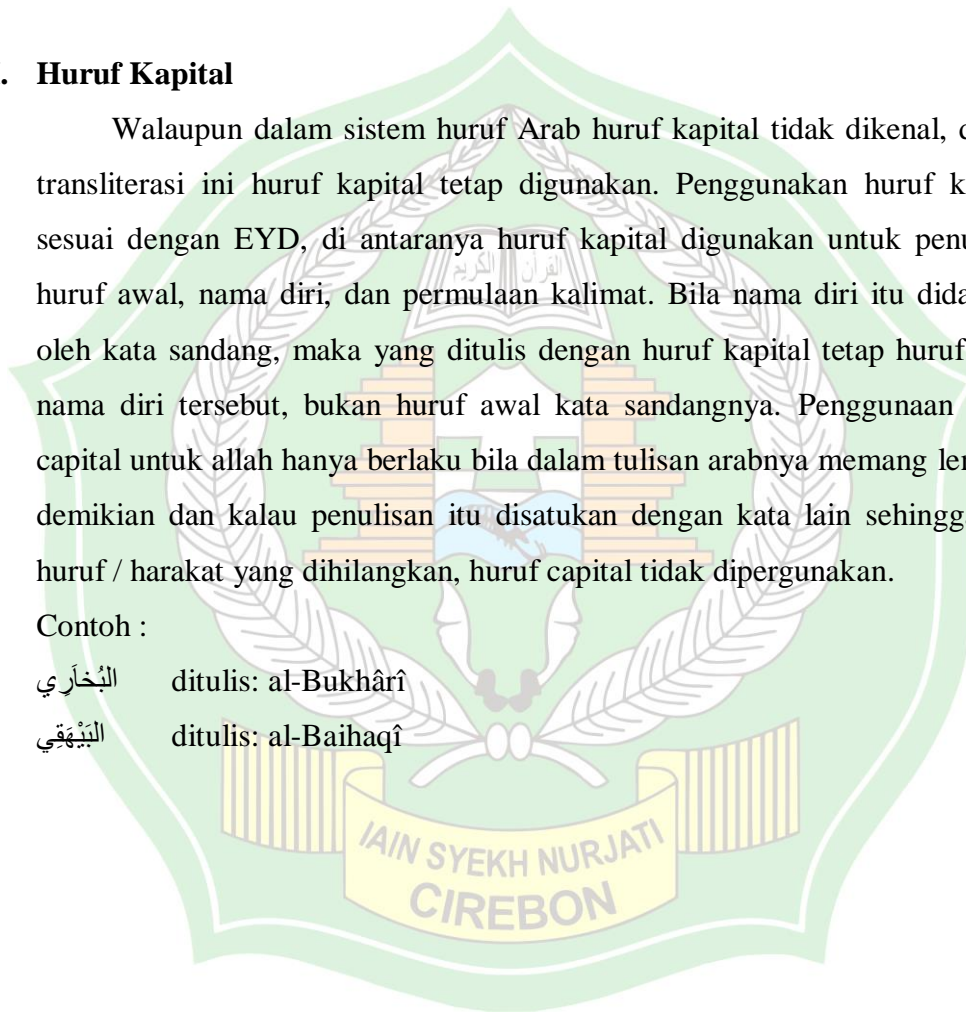 . Huruf Kapital
Walaupun dalam sistem huruf Arab huruf kapital tidak dikenal,
transliterasi ini huruf kapital tetap digunakan. Penggunakan huruf
sesuai dengan EYD, di antaranya huruf kapital digunakan untuk
huruf awal, nama diri, dan permulaan kalimat. Bila nama diri itu
oleh kata sandang, maka yang ditulis dengan huruf kapital tetap huruf
nama diri tersebut, bukan huruf awal kata sandangnya. Penggunaan
capital untuk allah hanya berlaku bila dalam tulisan arabnya memang
demikian dan kalau penulisan itu disatukan dengan kata lain
huruf / harakat yang dihilangkan, huruf capital tidak dipergunakan.
Contoh :
البُخاَرِي ditulis: al-Bukhârî
البَيْهَقِي ditulis: al-Baihaqî
القرآن الكريم
IAIN SYEKH NURJATI
CIREBON